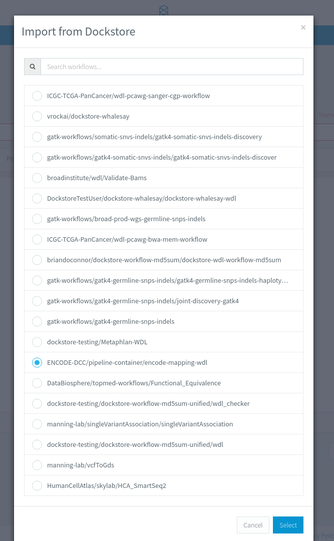 Import from Dockstore
×
Search workflows...
ICGC-TCGA-PanCancer/wdl-pcawg-sanger-cgp-workflow
vrockai/dockstore-whalesay
gatk-workflows/somatic-snvs-indels/gatk4-somatic-snvs-indels-discovery
gatk-workflows/gatk4-somatic-snvs-indels/gatk4-somatic-snvs-indels-discover
broadinstitute/wdl/Validate-Bams
DockstoreTestUser/dockstore-whalesay/dockstore-whalesay-wdl
gatk-workflows/broad-prod-wgs-germline-snps-indels
ICGC-TCGA-PanCancer/wdl-pcawg-bwa-mem-workflow
briandoconnor/dockstore-workflow-md5sum/dockstore-wdl-workflow-md5sum
gatk-workflows/gatk4-germline-snps-indels/gatk4-germline-snps-indels-haploty...
gatk-workflows/gatk4-germline-snps-indels/joint-discovery-gatk4
gatk-workflows/gatk4-germline-snps-indels
dockstore-testing/Metaphlan-WDL
ENCODE-DCC/pipeline-container/encode-mapping-wdl
DataBiosphere/topmed-workflows/Functional_Equivalence
dockstore-testing/dockstore-workflow-md5sum-unified/wdl_checker
manning-lab/singleVariantAssociation/singleVariantAssociation
dockstore-testing/dockstore-workflow-md5sum-unified/wdl
manning-lab/vcfToGds
HumanCellAtlas/skylab/HCA_SmartSeq2
Cancel
Select